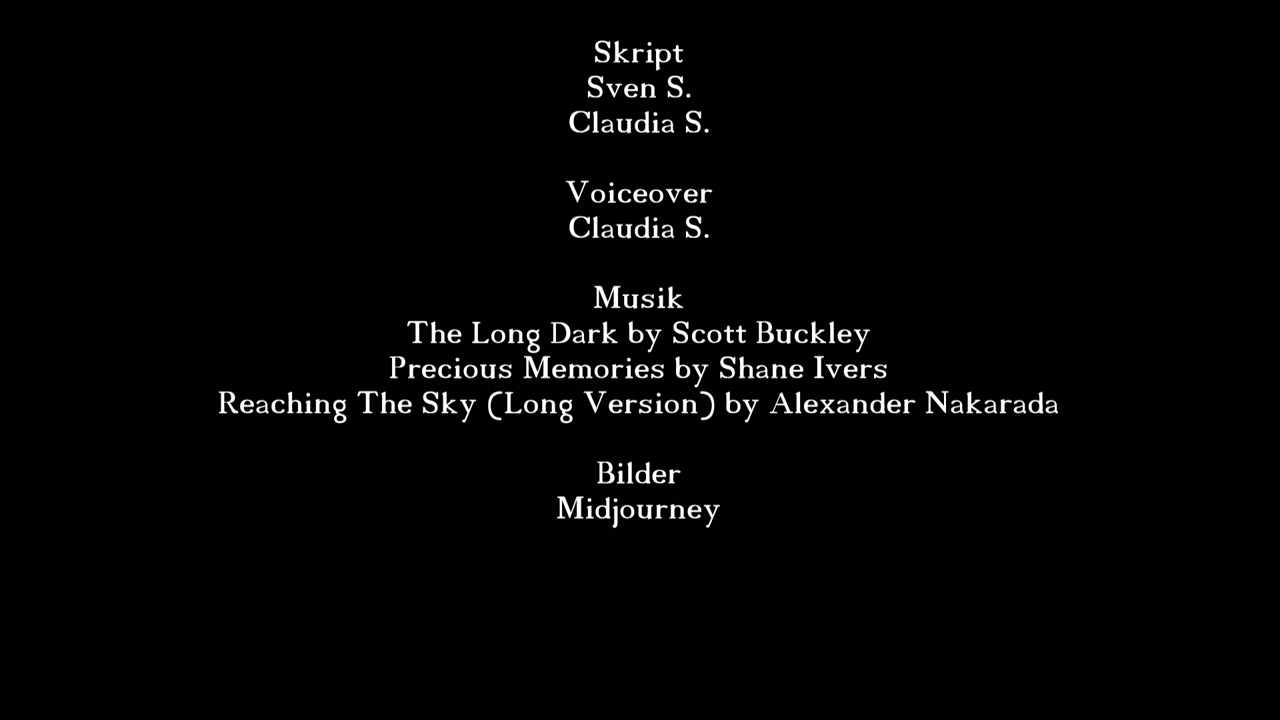 Skript
Sven S.
Claudia S.
Voiceover
Claudia S.
Musik
The Long Dark by Scott Buckley
Precious Memories by Shane Ivers
Reaching The Sky (Long Version) by Alexander Nakarada
Bilder
Midjourney